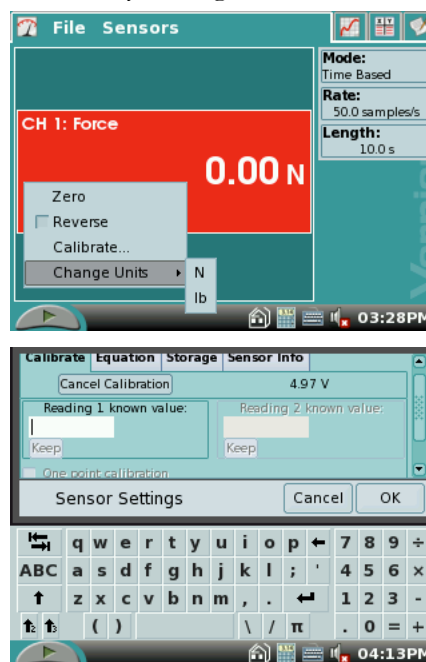 File Sensors
Mode:
Time Based
Rate:
50.0 samples/s
Length:
10.0 s
CH 1: Force
0.00 N
Zero
Reverse
Calibrate...
Change Units
N
lb
03:28PM
Calibrate Equation Storage Sensor Info
Cancel Calibration 4.97 V
Reading 1 known value: Reading 2 known value:
Keep Keep
One point calibration
Sensor Settings Cancel OK
q w e r t y u i o p 7 8 9 ÷
ABC a s d f g h j k l ; ' 4 5 6 ×
z x c v b n m , . 1 2 3 -
( ) \ / π . 0 = +
04:13PM